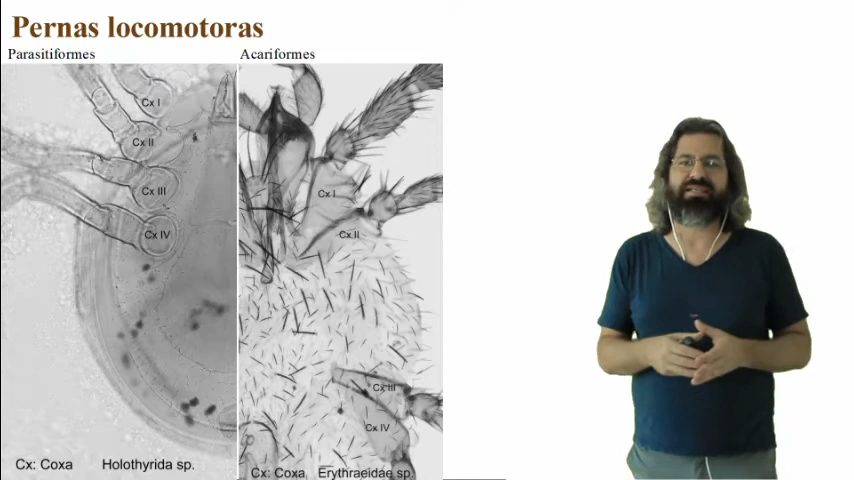 Pernas locomotoras
Parasitiformes
Acariformes
Cx I
Cx II
Cx III
Cx IV
Cx: Coxa Holothyrida sp.
Cx I
Cx II
Cx III
Cx IV
Cx: Coxa Erythraeidae sp.